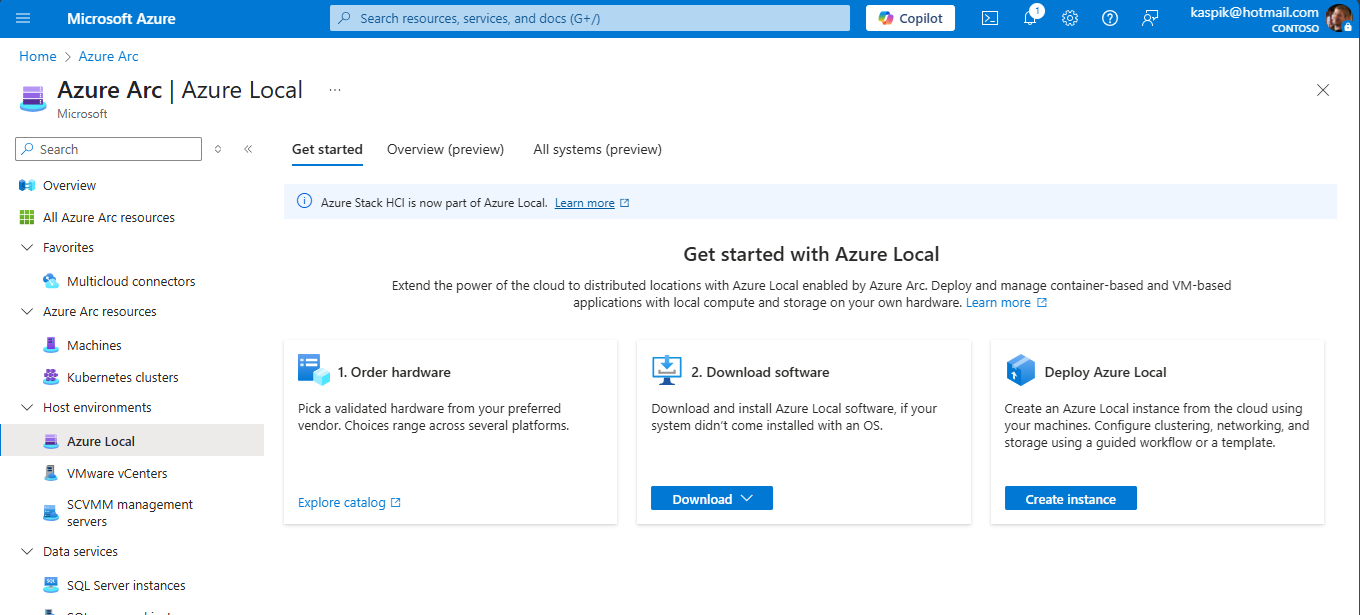 Microsoft Azure
Search resources, services, and docs (G+/)
Copilot
1
kaspik@hotmail.com
CONTOSO
Home > Azure Arc
Azure Arc | Azure Local
...
Microsoft
Search
Overview
All Azure Arc resources
Favorites
Multicloud connectors
Azure Arc resources
Machines
Kubernetes clusters
Host environments
Azure Local
VMware vCenters
SCVMM management
servers
Data services
SQL
SQL Server instances
Get started
Overview (preview)
All systems (preview)
Azure Stack HCI is now part of Azure Local. Learn more
Get started with Azure Local
Extend the power of the cloud to distributed locations with Azure Local enabled by Azure Arc. Deploy and manage container-based and VM-based
applications with local compute and storage on your own hardware. Learn more
1. Order hardware
Pick a validated hardware from your preferred
vendor. Choices range across several platforms.
Explore catalog
2. Download software
Download and install Azure Local software, if your
system didn't come installed with an OS.
Download
Deploy Azure Local
Create an Azure Local instance from the cloud using
your machines. Configure clustering, networking, and
storage using a guided workflow or a template.
Create instance